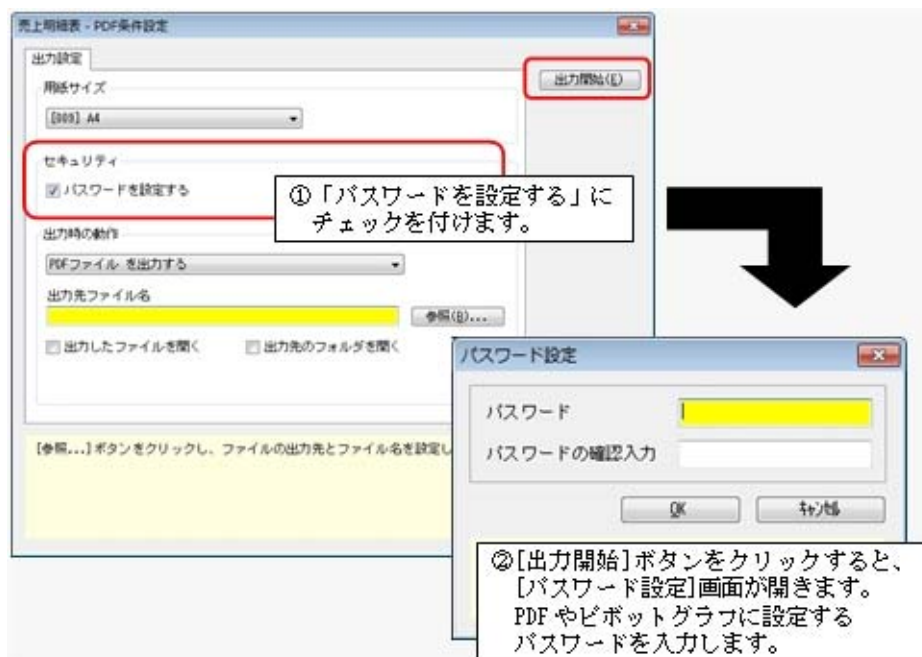 売上明細表 - PDF条件設定
出力設定
出力開始(E)
用紙サイズ
[009] A4
セキュリティ
パスワードを設定する
①「パスワードを設定する」に
チェックを付けます。
出力時の動作
PDFファイル を出力する
出力先ファイル名
参照(B)...
出力したファイルを開く
出力先のフォルダを開く
[参照...]ボタンをクリックし、ファイルの出力先とファイル名を設定し
パスワード設定
パスワード
パスワードの確認入力
OK
キャンセル
②[出力開始]ボタンをクリックすると、
[パスワード設定]画面が開きます。
PDFやピボットグラフに設定する
パスワードを入力します。